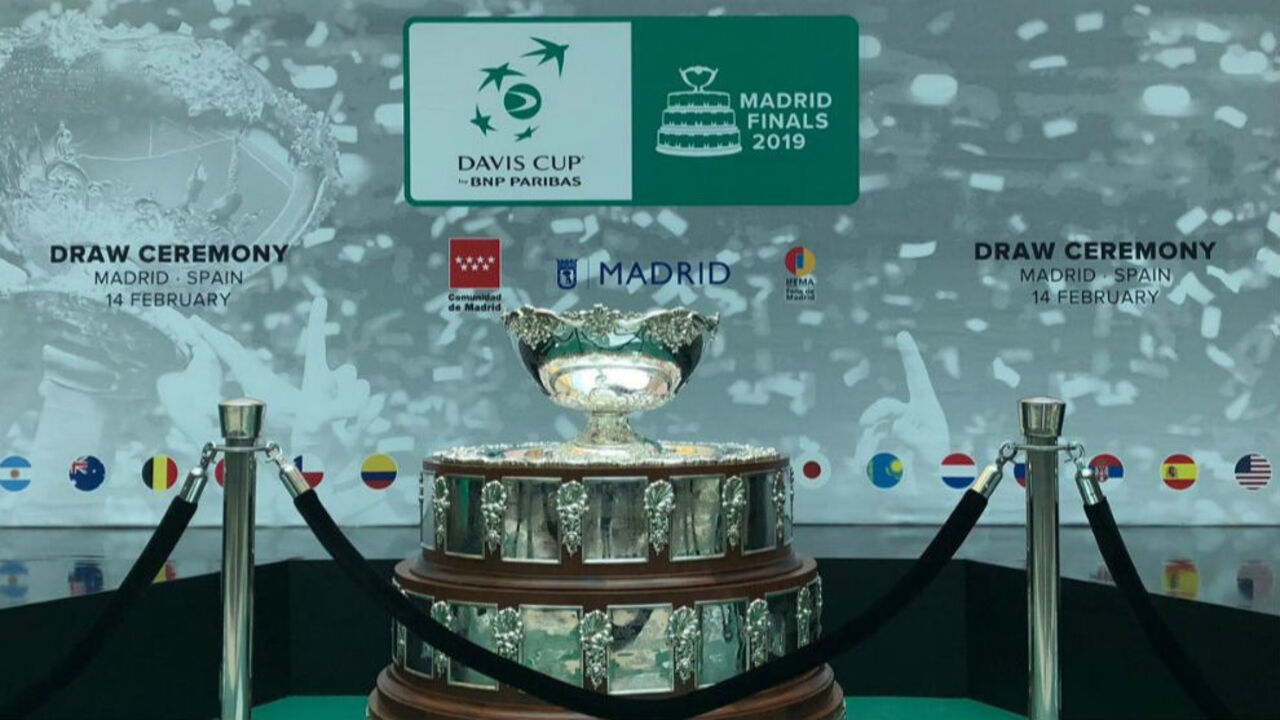 DAVIS CUP
by BNP PARIBAS
MADRID
FINALS
2019
DRAW CEREMONY
MADRID · SPAIN
14 FEBRUARY
Comunidad
de Madrid
MADRID
IFEMA
Feria de
Madrid
DRAW CEREMONY
MADRID · SPAIN
14 FEBRUARY